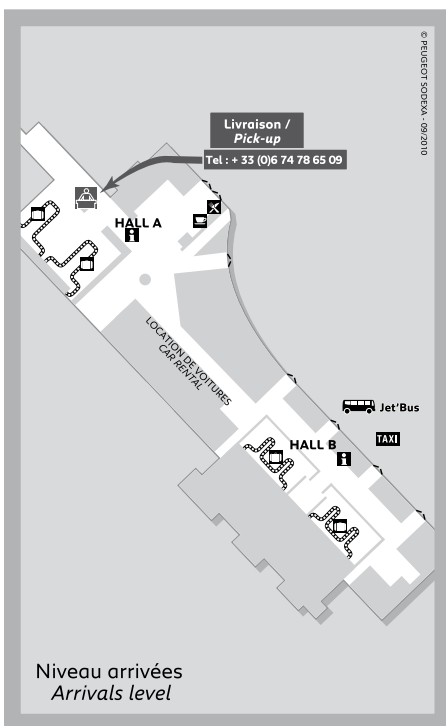 © PEUGEOT SODEXA - 09/2010
Livraison /
Pick-up
Tel : + 33 (0)6 74 78 65 09
HALL A
LOCATION DE VOITURES
CAR RENTAL
Jet'Bus
TAXI
HALL B
Niveau arrivées
Arrivals level